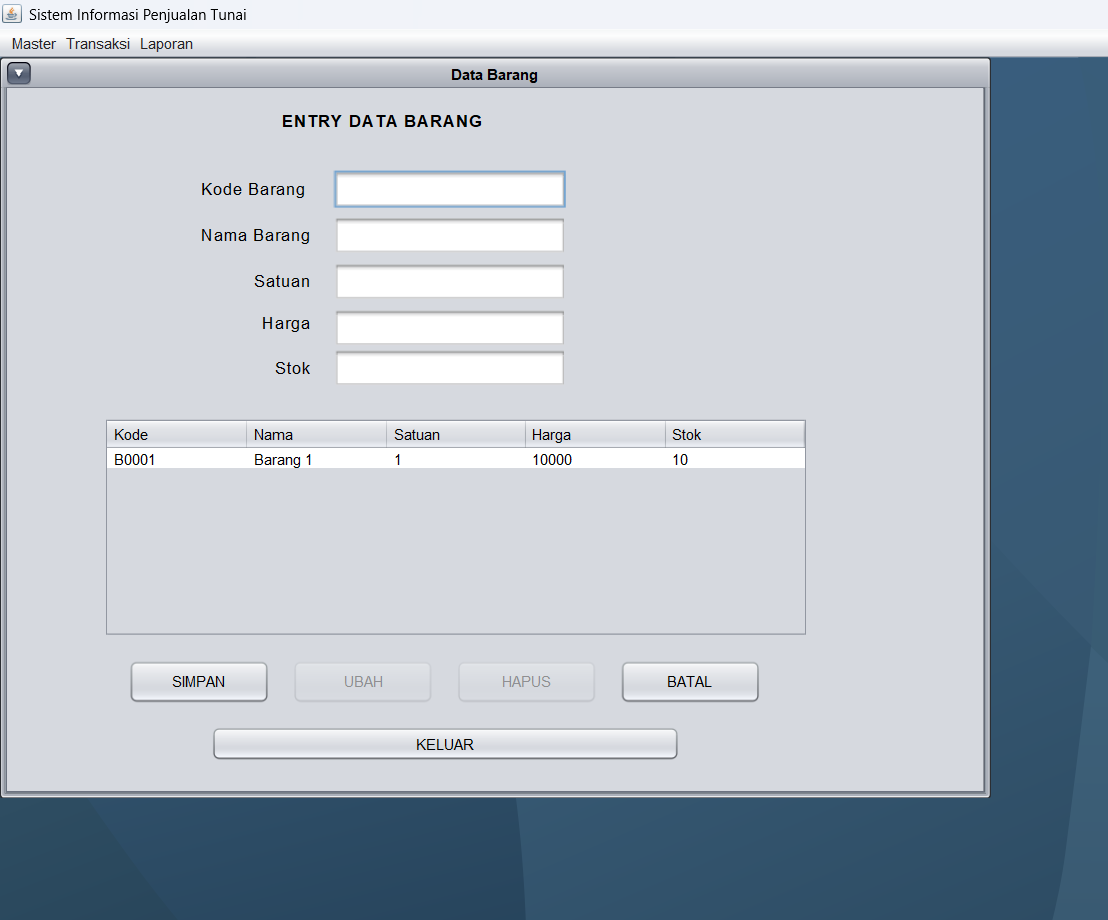 Sistem Informasi Penjualan Tunai
Master Transaksi Laporan
Data Barang
ENTRY DATA BARANG
Kode Barang
Nama Barang
Satuan
Harga
Stok
Kode Nama Satuan Harga Stok
B0001 Barang 1 1 10000 10
SIMPAN UBAH HAPUS BATAL
KELUAR